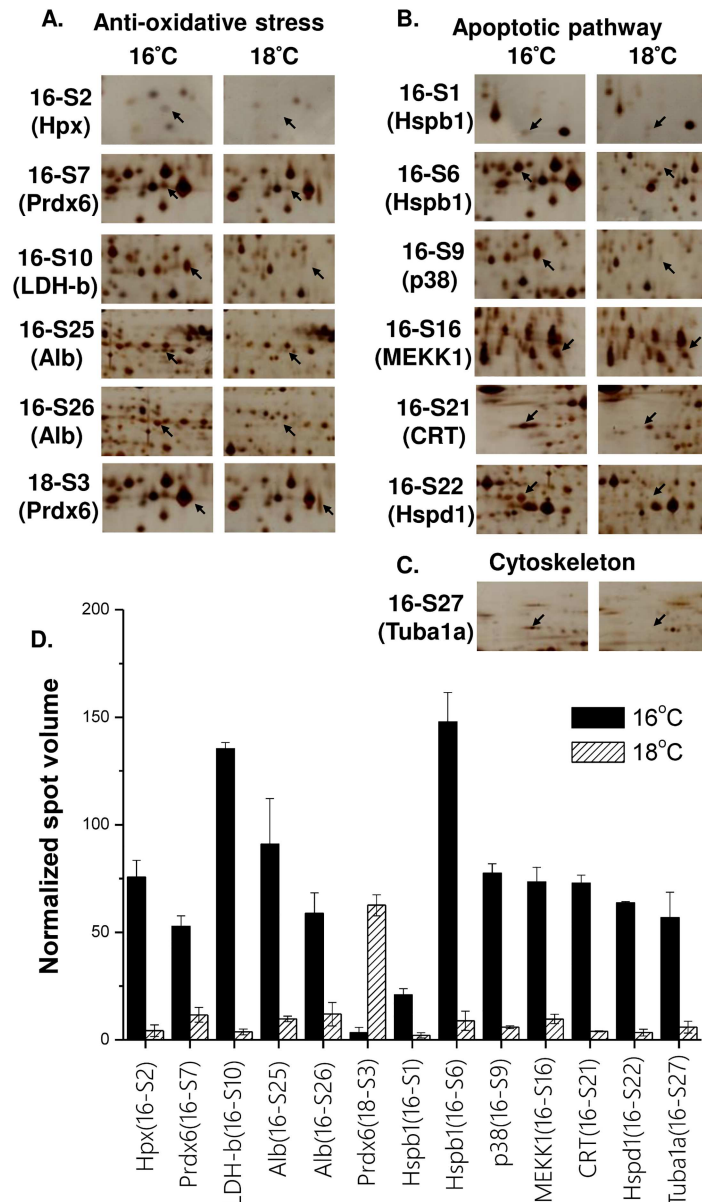 A. Anti-oxidative stress
16°C 18°C
16-S2
(Hpx)
16-S7
(Prdx6)
16-S10
(LDH-b)
16-S25
(Alb)
16-S26
(Alb)
18-S3
(Prdx6)
B. Apoptotic pathway
16°C 18°C
16-S1
(Hspb1)
16-S6
(Hspb1)
16-S9
(p38)
16-S16
(MEKK1)
16-S21
(CRT)
16-S22
(Hspd1)
C. Cytoskeleton
16-S27
(Tuba1a)
D.
Normalized spot volume
200
150
100
50
0
16°C
18°C
Hpx(16-S2)
Prdx6(16-S7)
LDH-b(16-S10)
Alb(16-S25)
Alb(16-S26)
Prdx6(18-S3)
Hspb1(16-S1)
Hspb1(16-S6)
p38(16-S9)
MEKK1(16-S16)
CRT(16-S21)
Hspd1(16-S22)
Tuba1a(16-S27)